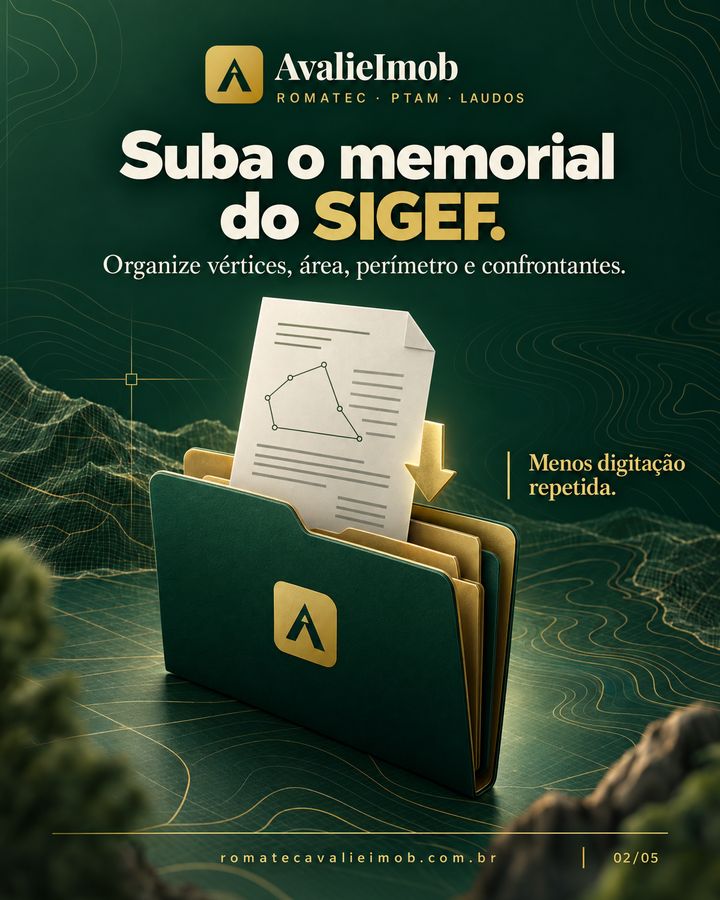 AvalieImob
ROMATEC · PTAM · LAUDOS
Suba o memorial
do SIGEF.
Organize vértices, área, perímetro e confrontantes.
Menos digitação
repetida.
romatecavalieimob.com.br
02/05